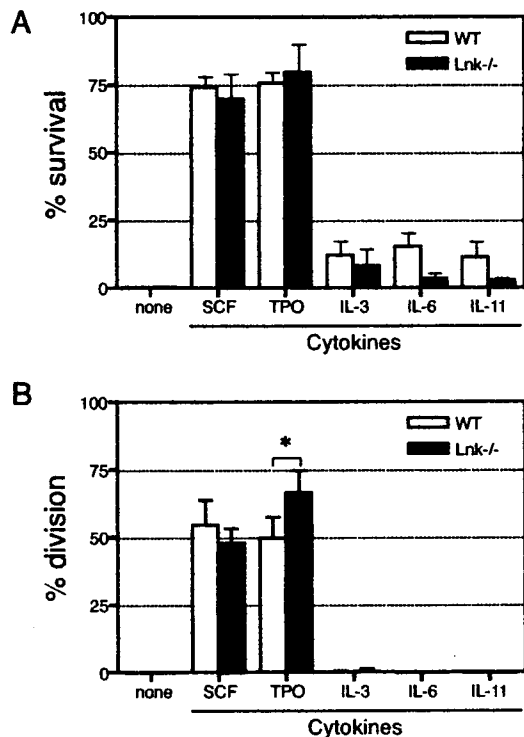 A
100
WT
Lnk-/-
75
% survival
50
25
0
none SCF TPO IL-3 IL-6 IL-11
Cytokines
B
100
WT
Lnk-/-
*
75
% division
50
25
0
none SCF TPO IL-3 IL-6 IL-11
Cytokines